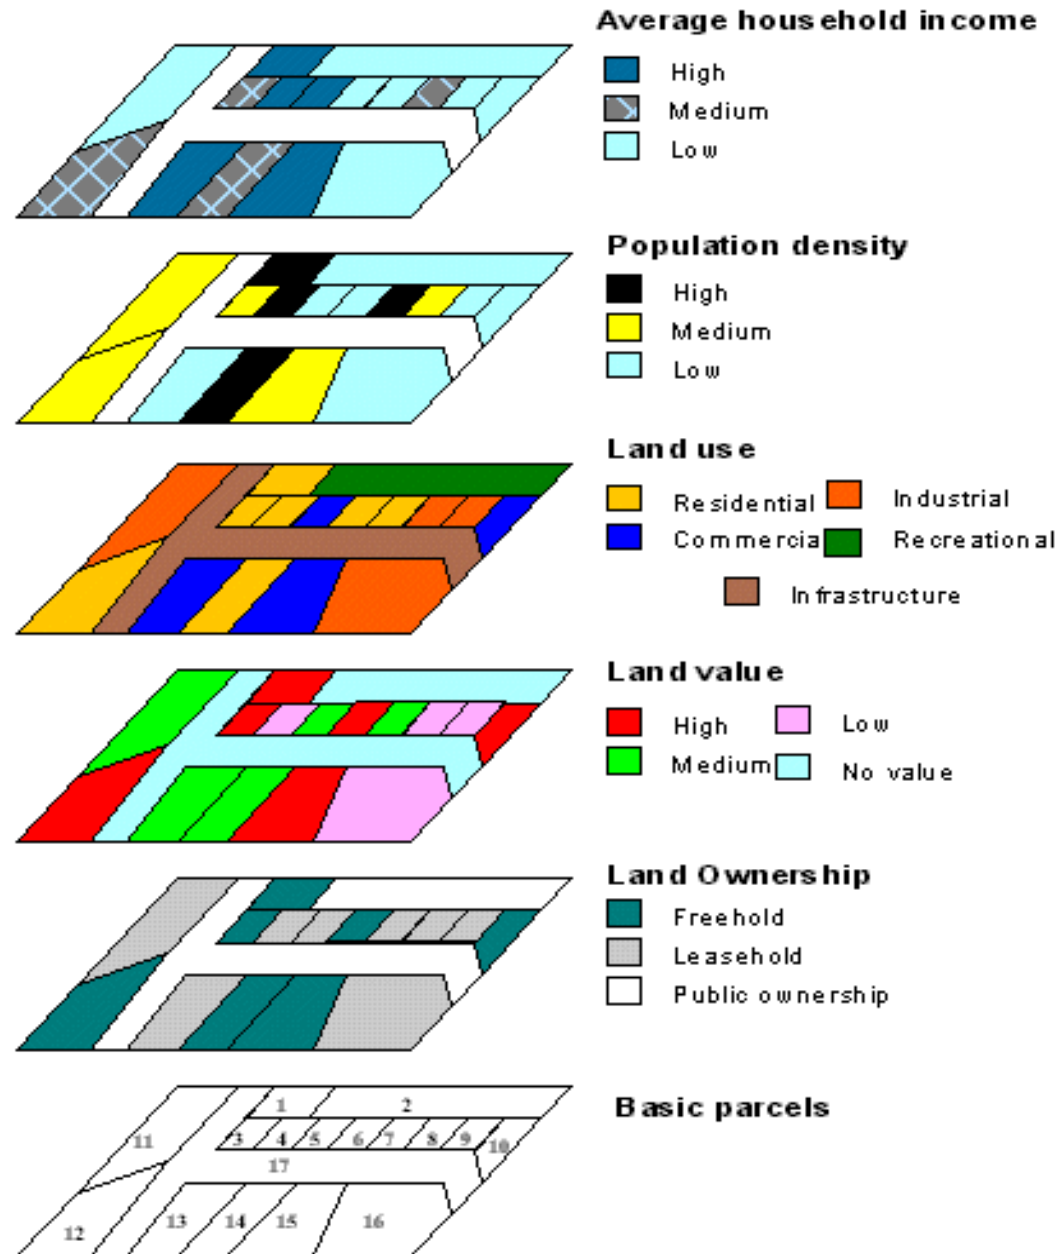 Average household income
High
Medium
Low
Population density
High
Medium
Low
Land use
Residential
Industrial
Commercia
Recreational
Infrastructure
Land value
High
Low
Medium
No value
Land Ownership
Freehold
Leasehold
Public ownership
Basic parcels
1 2
3 4 5 6 7 8 9 10
11
17
12 13 14 15 16